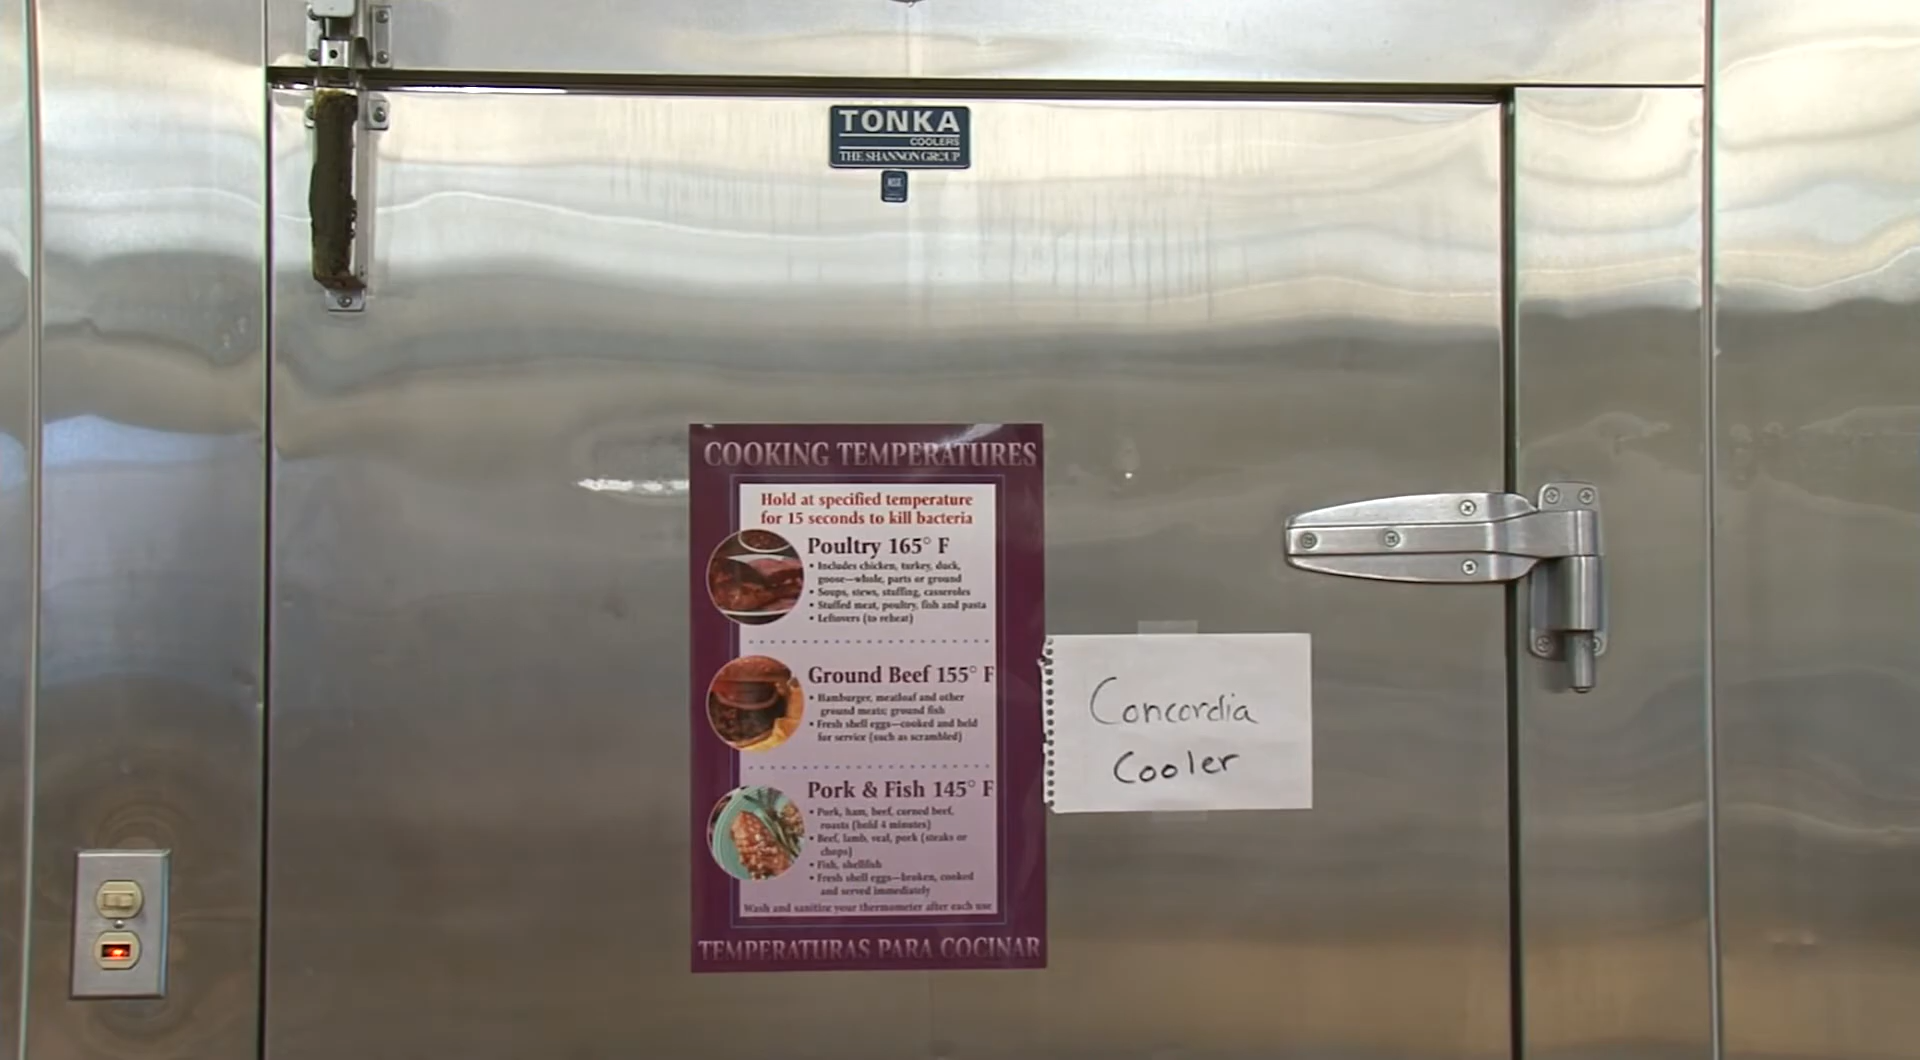 TONKA
COOLERS
THE SHANNON GROUP
NSF
COOKING TEMPERATURES
Hold at specified temperature
for 15 seconds to kill bacteria
Poultry 165° F
• Includes chicken, turkey, duck,
goose—whole, parts or ground
• Soups, stews, stuffing, casseroles
• Stuffed meat, poultry, fish and pasta
• Leftovers (to reheat)
Ground Beef 155° F
• Hamburger, meatloaf and other
ground meats; ground fish
• Fresh shell eggs—cooked and held
for service (such as scrambled)
Pork & Fish 145° F
• Pork, ham, beef, corned beef,
roasts (hold 4 minutes)
• Beef, lamb, veal, pork (steaks or
chops)
• Fish, shellfish
• Fresh shell eggs—broken, cooked
and served immediately
Wash and sanitize your thermometer after each use
TEMPERATURAS PARA COCINAR
Concordia
Cooler